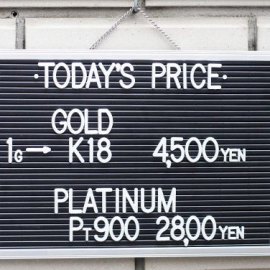 ·TODAY'S PRICE·
GOLD
1G→ K18 4,500YEN
PLATINUM
PT900 28,00YEN